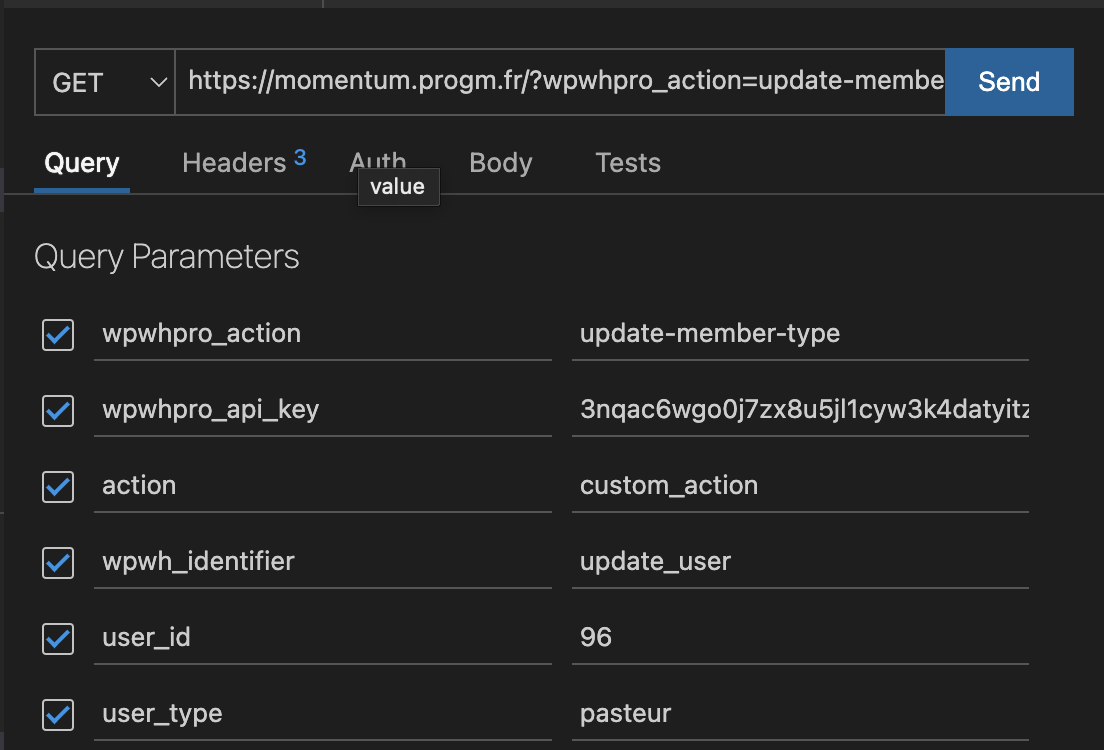 GET https://momentum.progm.fr/?wpwhpro_action=update-membe Send
Query Headers 3 Auth Body Tests
value
Query Parameters
wpwhpro_action update-member-type
wpwhpro_api_key 3nqac6wgo0j7zx8u5jl1cyw3k4datyitz
action custom_action
wpwh_identifier update_user
user_id 96
user_type pasteur